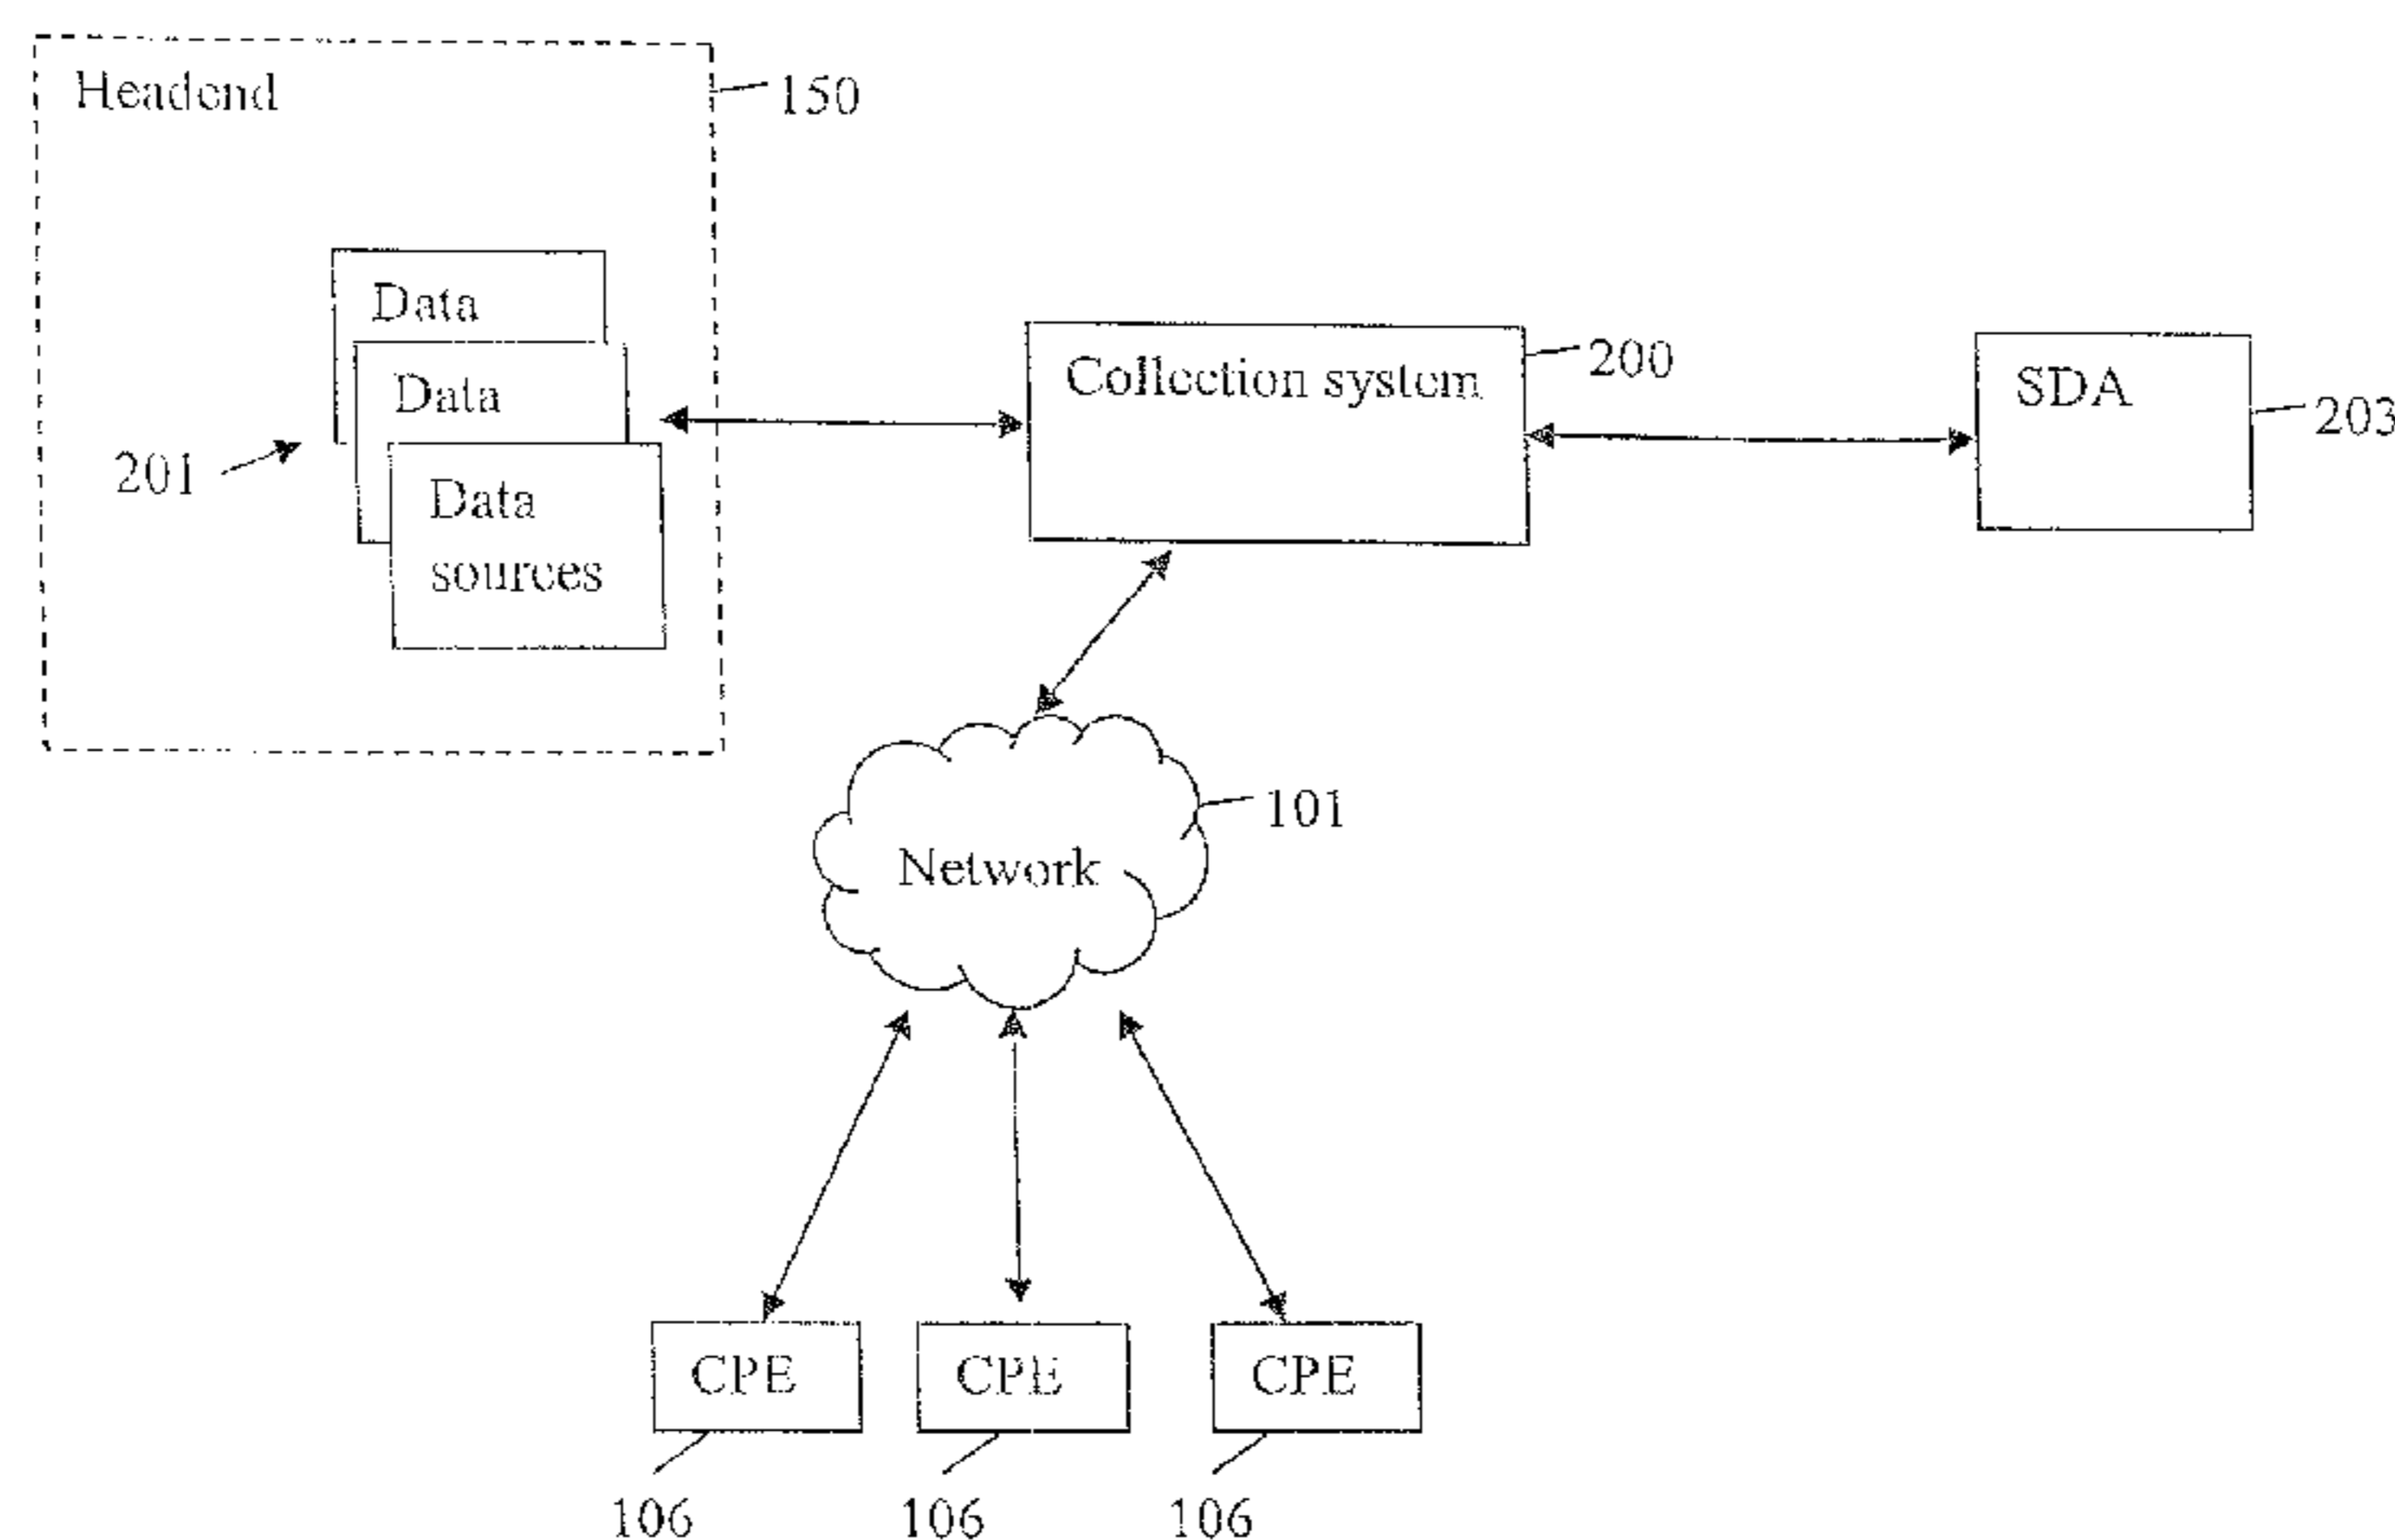 Headend
150
Data
Data
Data
sources
201
Collection system
200
SDA
203
Network
101
CPE
CPE
CPE
106
106
106